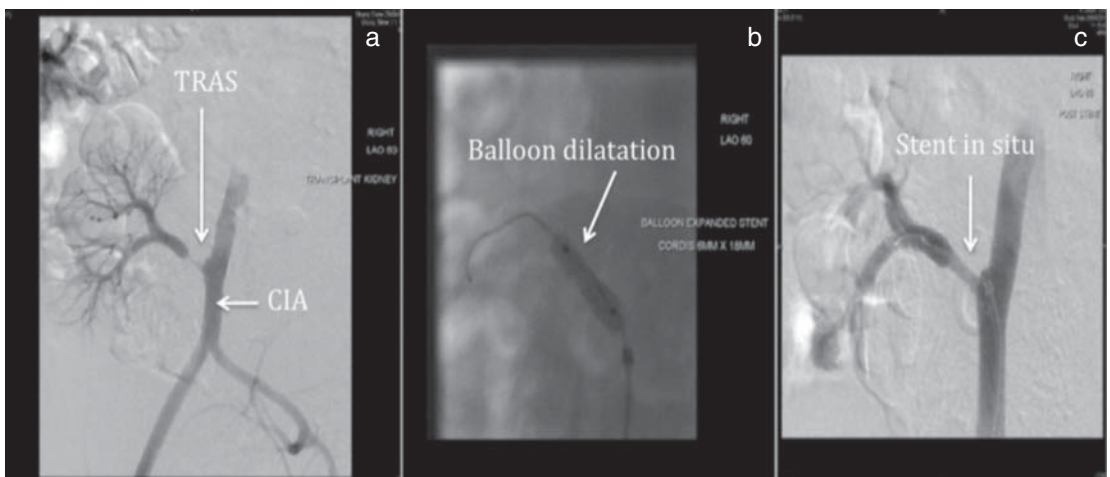 a
TRAS
RIGHT
LAO 60
TRANSPLANT KIDNEY
CIA
b
RIGHT
LAO 60
Balloon dilatation
BALLOON EXPANDED STENT
CORDIS 6MM X 18MM
c
RIGHT
LAO 60
POST STENT
Stent in situ